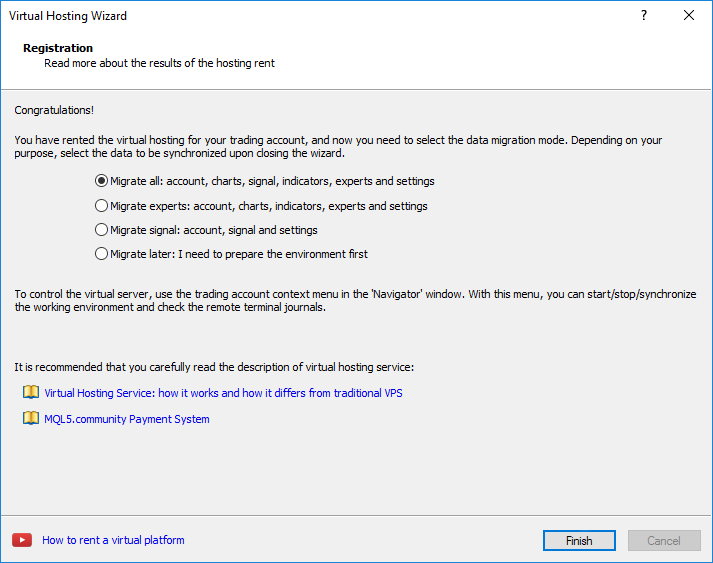 Virtual Hosting Wizard
?
Registration
Read more about the results of the hosting rent
Congratulations!
You have rented the virtual hosting for your trading account, and now you need to select the data migration mode. Depending on your
purpose, select the data to be synchronized upon closing the wizard.
Migrate all: account, charts, signal, indicators, experts and settings
Migrate experts: account, charts, indicators, experts and settings
Migrate signal: account, signal and settings
Migrate later: I need to prepare the environment first
To control the virtual server, use the trading account context menu in the 'Navigator' window. With this menu, you can start/stop/synchronize
the working environment and check the remote terminal journals.
It is recommended that you carefully read the description of virtual hosting service:
Virtual Hosting Service: how it works and how it differs from traditional VPS
MQL5.community Payment System
How to rent a virtual platform
Finish
Cancel